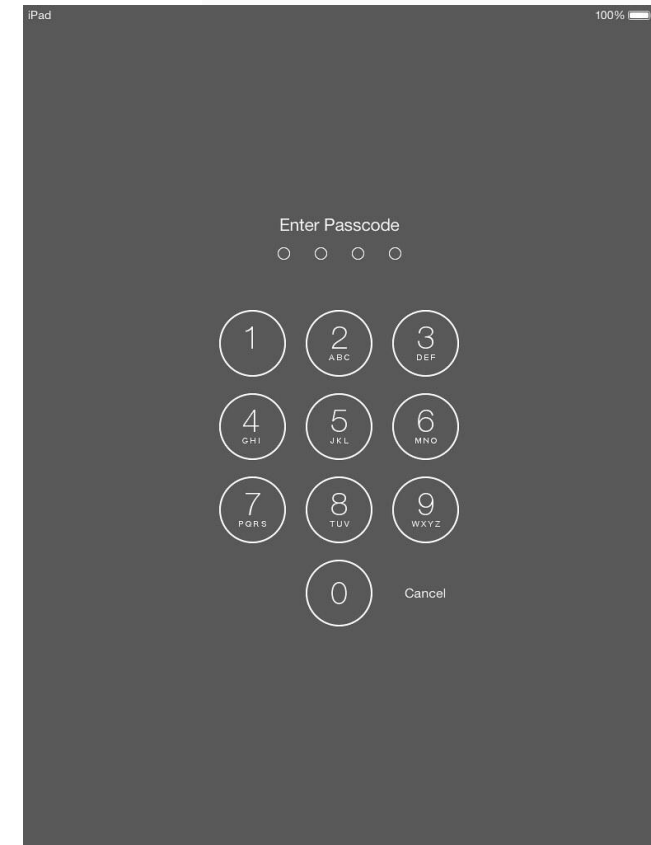 iPad 100%
Enter Passcode
1 2 3
ABC DEF
4 5 6
GHI JKL MNO
7 8 9
PQRS TUV WXYZ
0 Cancel